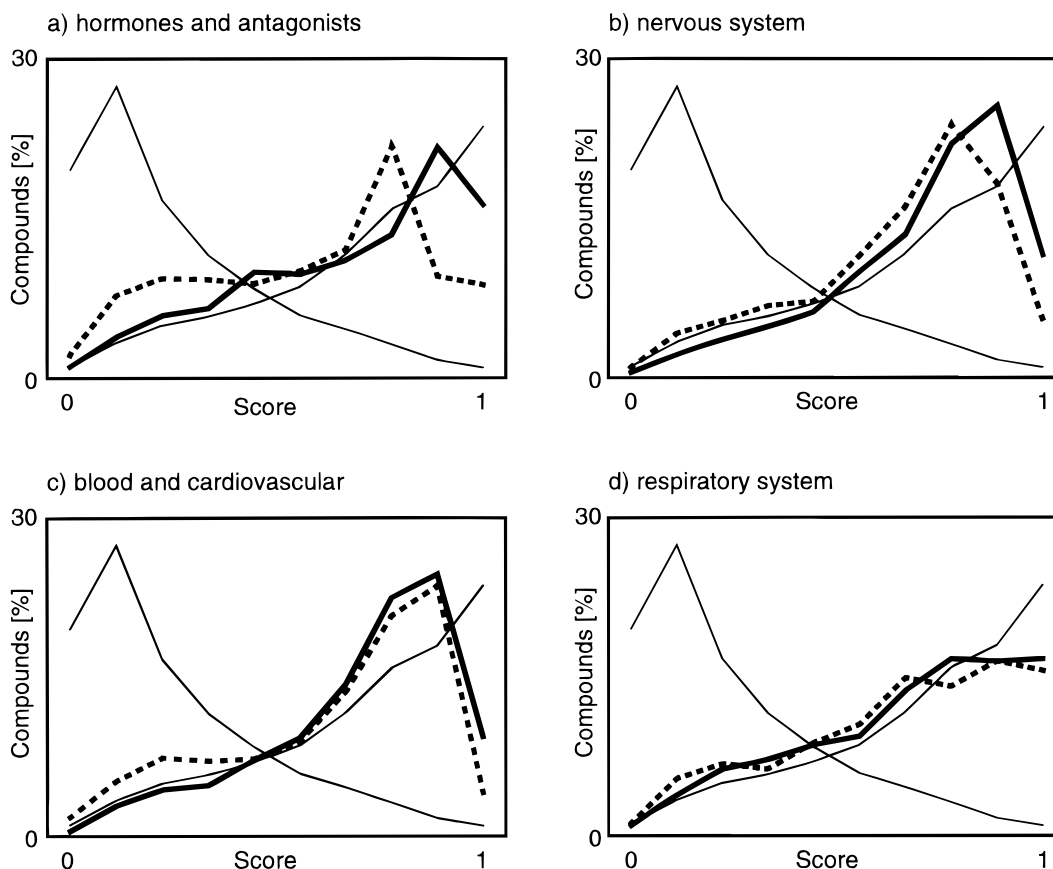 a) hormones and antagonists
30
Compounds [%]
0
0
Score
1
b) nervous system
30
Compounds [%]
0
0
Score
1
c) blood and cardiovascular
30
Compounds [%]
0
0
Score
1
d) respiratory system
30
Compounds [%]
0
0
Score
1